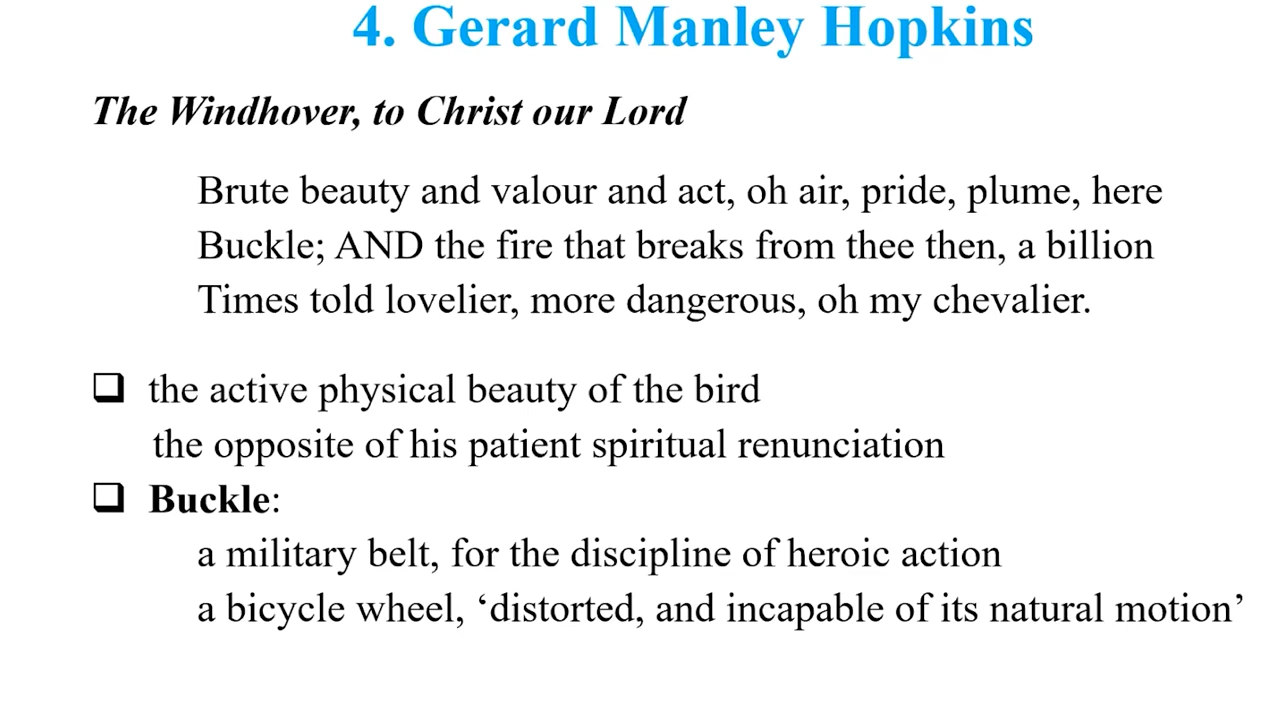 4. Gerard Manley Hopkins
The Windhover, to Christ our Lord
Brute beauty and valour and act, oh air, pride, plume, here
Buckle; AND the fire that breaks from thee then, a billion
Times told lovelier, more dangerous, oh my chevalier.
❑ the active physical beauty of the bird
the opposite of his patient spiritual renunciation
❑ Buckle:
a military belt, for the discipline of heroic action
a bicycle wheel, ‘distorted, and incapable of its natural motion’